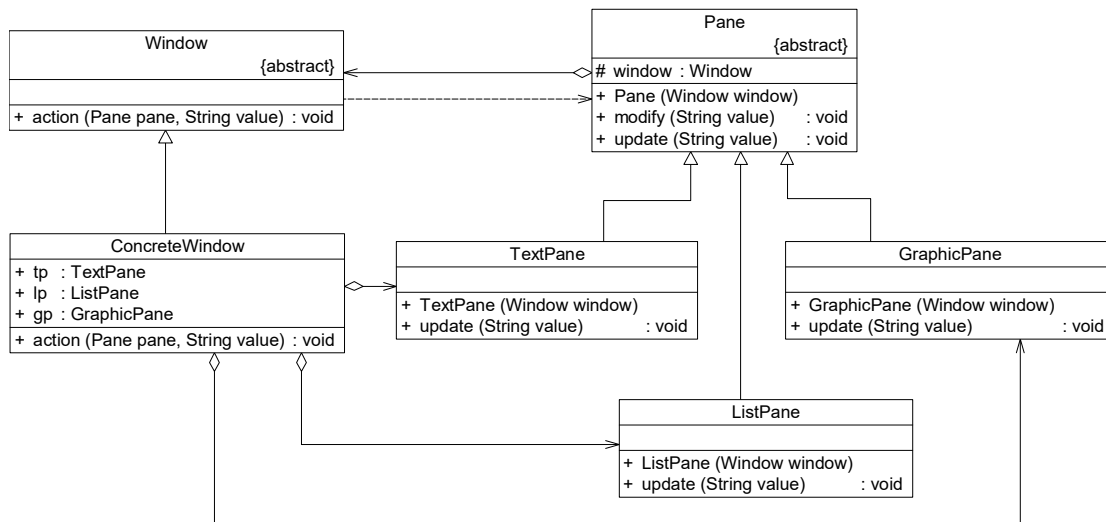 Window
{abstract}
+ action (Pane pane, String value) : void
Pane
{abstract}
# window : Window
+ Pane (Window window)
+ modify (String value) : void
+ update (String value) : void
ConcreteWindow
+ tp : TextPane
+ lp : ListPane
+ gp : GraphicPane
+ action (Pane pane, String value) : void
TextPane
+ TextPane (Window window)
+ update (String value) : void
GraphicPane
+ GraphicPane (Window window)
+ update (String value) : void
ListPane
+ ListPane (Window window)
+ update (String value) : void